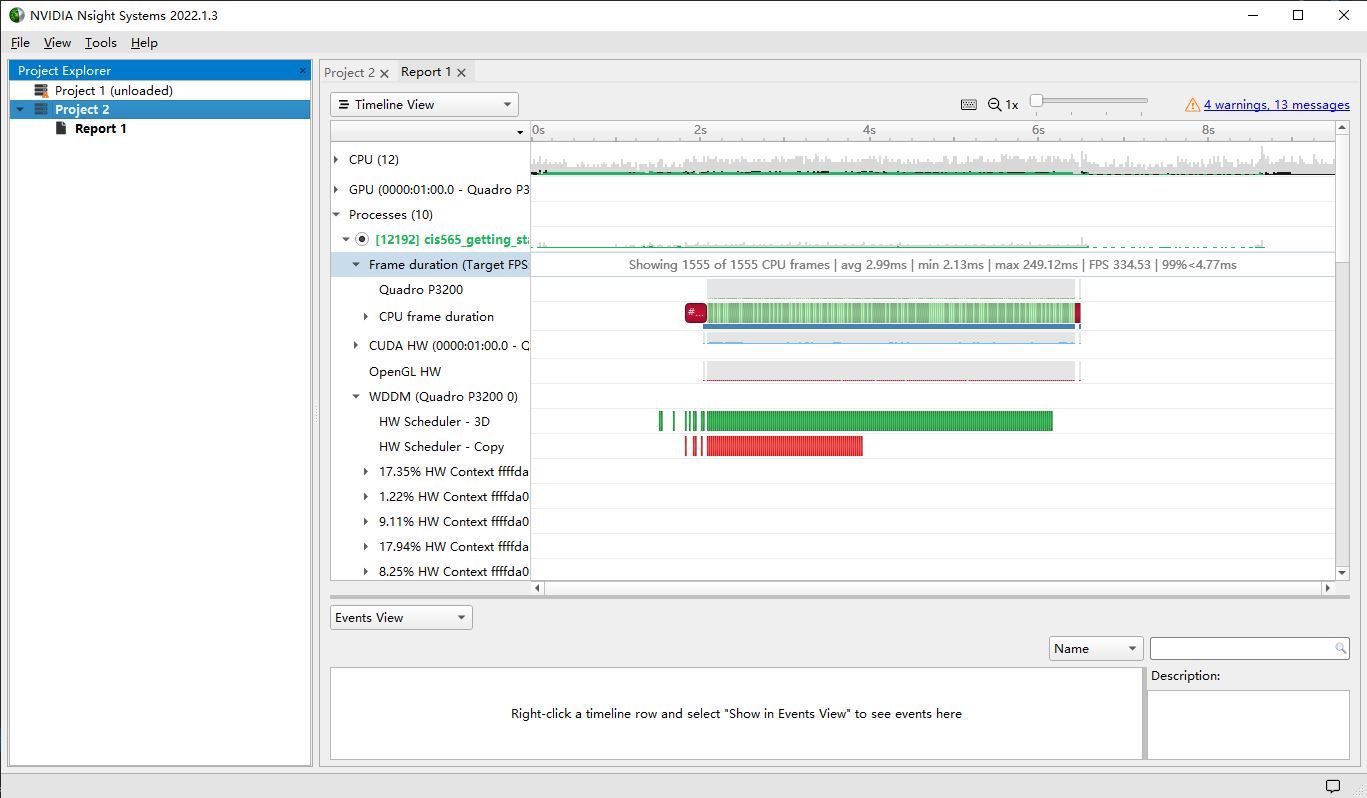 NVIDIA Nsight Systems 2022.1.3
File View Tools Help
Project Explorer
Project 1 (unloaded)
Project 2
Report 1
Project 2
Report 1
Timeline View
1x
4 warnings, 13 messages
0s 2s 4s 6s 8s
CPU (12)
GPU (0000:01:00.0 - Quadro P3
Processes (10)
[12192] cis565_getting_sta
Frame duration (Target FPS
Showing 1555 of 1555 CPU frames | avg 2.99ms | min 2.13ms | max 249.12ms | FPS 334.53 | 99%<4.77ms
Quadro P3200
CPU frame duration
#...
CUDA HW (0000:01:00.0 - Q
OpenGL HW
WDDM (Quadro P3200 0)
HW Scheduler - 3D
HW Scheduler - Copy
17.35% HW Context ffffda
1.22% HW Context ffffda0
9.11% HW Context ffffda0
17.94% HW Context ffffda
8.25% HW Context ffffda0
Events View
Name
Description:
Right-click a timeline row and select "Show in Events View" to see events here